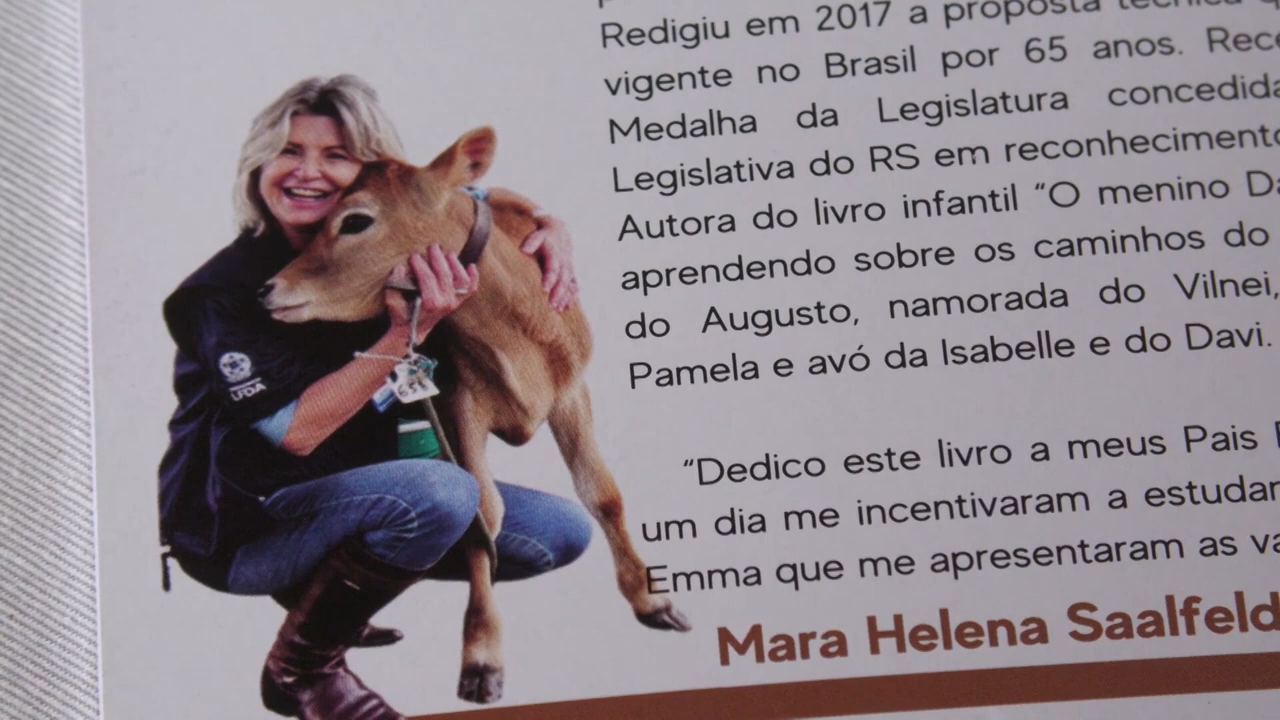 Redigiu em 2017 a proposta técnica
vigente no Brasil por 65 anos.
Medalha da Legislatura
Legislativa do RS em
Autora do livro infantil “O menino
aprendendo sobre os caminhos do
do Augusto, namorada do Vilnei,
Pamela e avó da Isabelle e do Davi.
“Dedico este livro a meus Pais
um dia me incentivaram a
Emma que me apresentaram as
Mara Helena Saalfeld